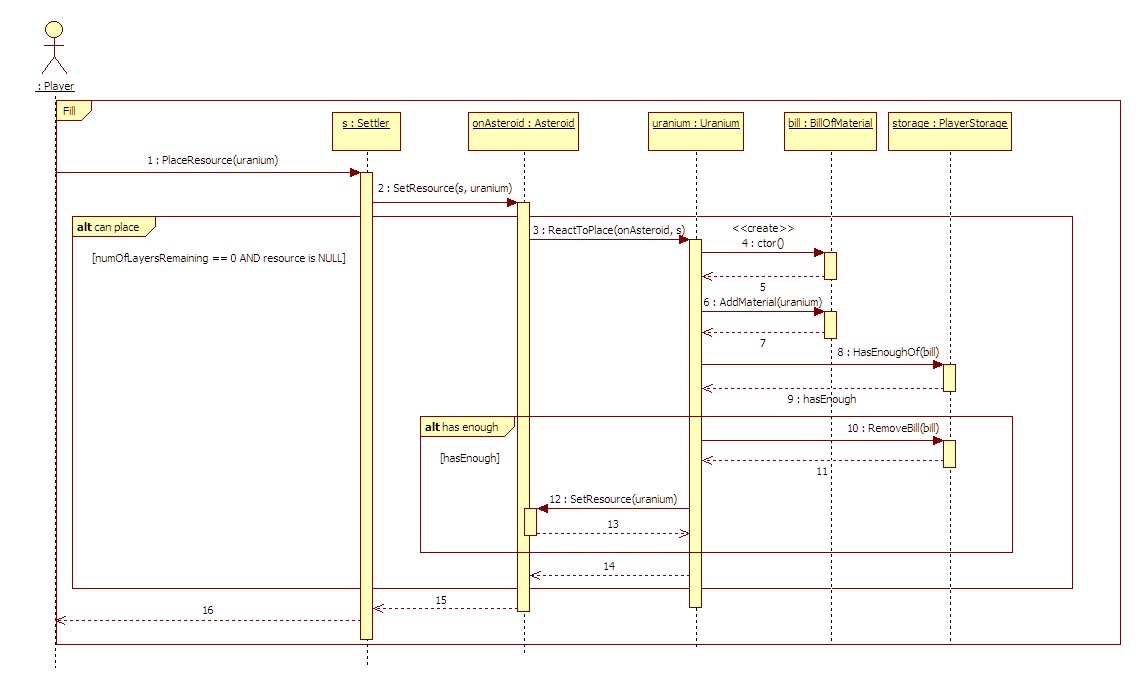 : Player
Fill
s : Settler
onAsteroid : Asteroid
uranium : Uranium
bill : BillOfMaterial
storage : PlayerStorage
1 : PlaceResource(uranium)
2 : SetResource(s, uranium)
alt can place
[numOfLayersRemaining == 0 AND resource is NULL]
3 : ReactToPlace(onAsteroid, s)
<<create>>
4 : ctor()
5
6 : AddMaterial(uranium)
7
8 : HasEnoughOf(bill)
9 : hasEnough
alt has enough
[hasEnough]
10 : RemoveBill(bill)
11
12 : SetResource(uranium)
13
14
15
16